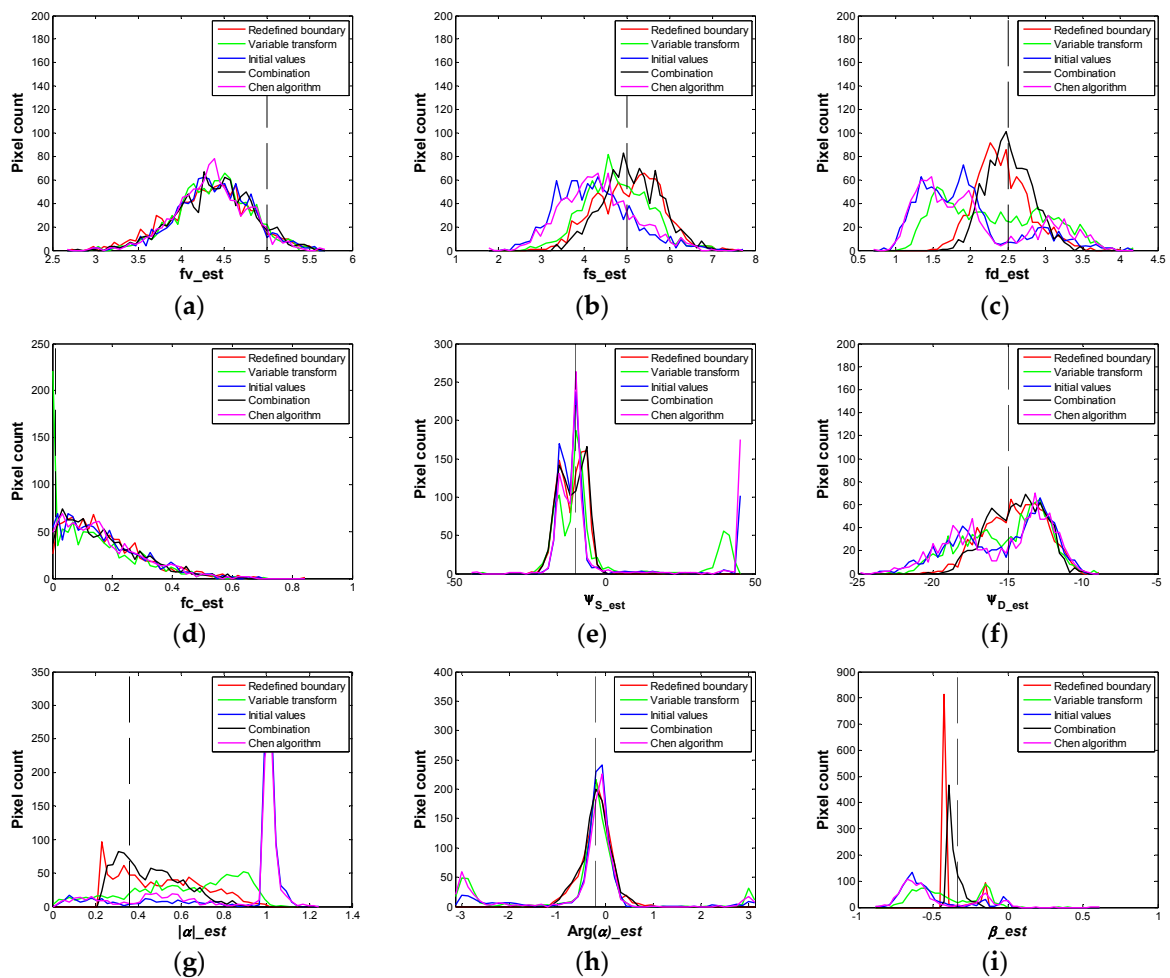 200
180
160
140
120
100
80
60
40
20
0
Pixel count
Redefined boundary
Variable transform
Initial values
Combination
Chen algorithm
2.5 3 3.5 4 4.5 5 5.5 6
fv_est
(a)
200
180
160
140
120
100
80
60
40
20
0
Pixel count
Redefined boundary
Variable transform
Initial values
Combination
Chen algorithm
1 2 3 4 5 6 7 8
fs_est
(b)
200
180
160
140
120
100
80
60
40
20
0
Pixel count
Redefined boundary
Variable transform
Initial values
Combination
Chen algorithm
0.5 1 1.5 2 2.5 3 3.5 4 4.5
fd_est
(c)
250
200
150
100
50
0
Pixel count
Redefined boundary
Variable transform
Initial values
Combination
Chen algorithm
0 0.2 0.4 0.6 0.8 1
fc_est
(d)
300
250
200
150
100
50
0
Pixel count
Redefined boundary
Variable transform
Initial values
Combination
Chen algorithm
-50 0 50
Ψ_S_est
(e)
200
180
160
140
120
100
80
60
40
20
0
Pixel count
Redefined boundary
Variable transform
Initial values
Combination
Chen algorithm
-25 -20 -15 -10 -5
Ψ_D_est
(f)
350
300
250
200
150
100
50
0
Pixel count
Redefined boundary
Variable transform
Initial values
Combination
Chen algorithm
0 0.2 0.4 0.6 0.8 1 1.2 1.4
|α|_est
(g)
400
350
300
250
200
150
100
50
0
Pixel count
Redefined boundary
Variable transform
Initial values
Combination
Chen algorithm
-3 -2 -1 0 1 2 3
Arg(α)_est
(h)
900
800
700
600
500
400
300
200
100
0
Pixel count
Redefined boundary
Variable transform
Initial values
Combination
Chen algorithm
-1 -0.5 0 0.5 1
β_est
(i)